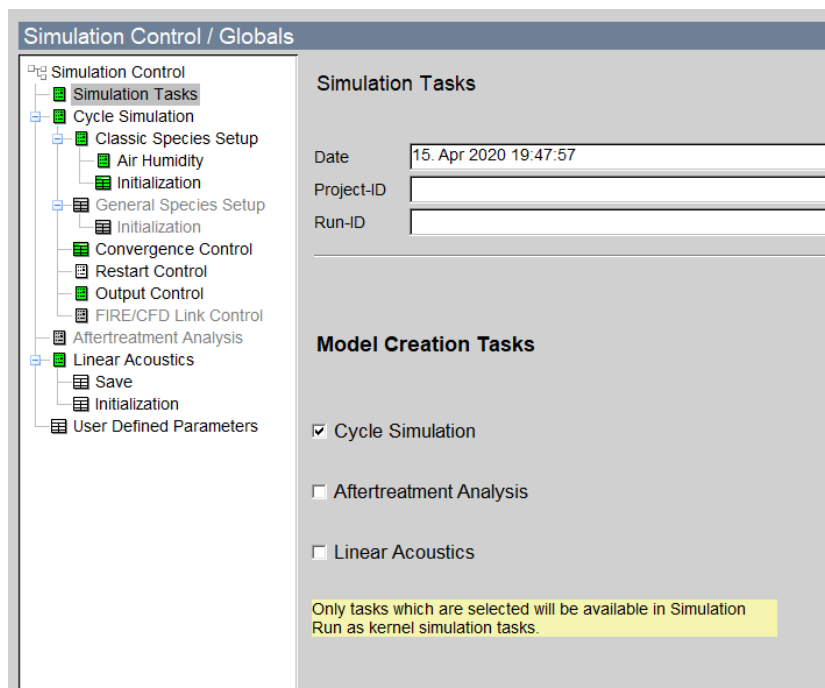 Simulation Control / Globals
Simulation Control
Simulation Tasks
Cycle Simulation
Classic Species Setup
Air Humidity
Initialization
General Species Setup
Initialization
Convergence Control
Restart Control
Output Control
FIRE/CFD Link Control
Aftertreatment Analysis
Linear Acoustics
Save
Initialization
User Defined Parameters
Simulation Tasks
Date 15. Apr 2020 19:47:57
Project-ID
Run-ID
Model Creation Tasks
Cycle Simulation
Aftertreatment Analysis
Linear Acoustics
Only tasks which are selected will be available in Simulation
Run as kernel simulation tasks.